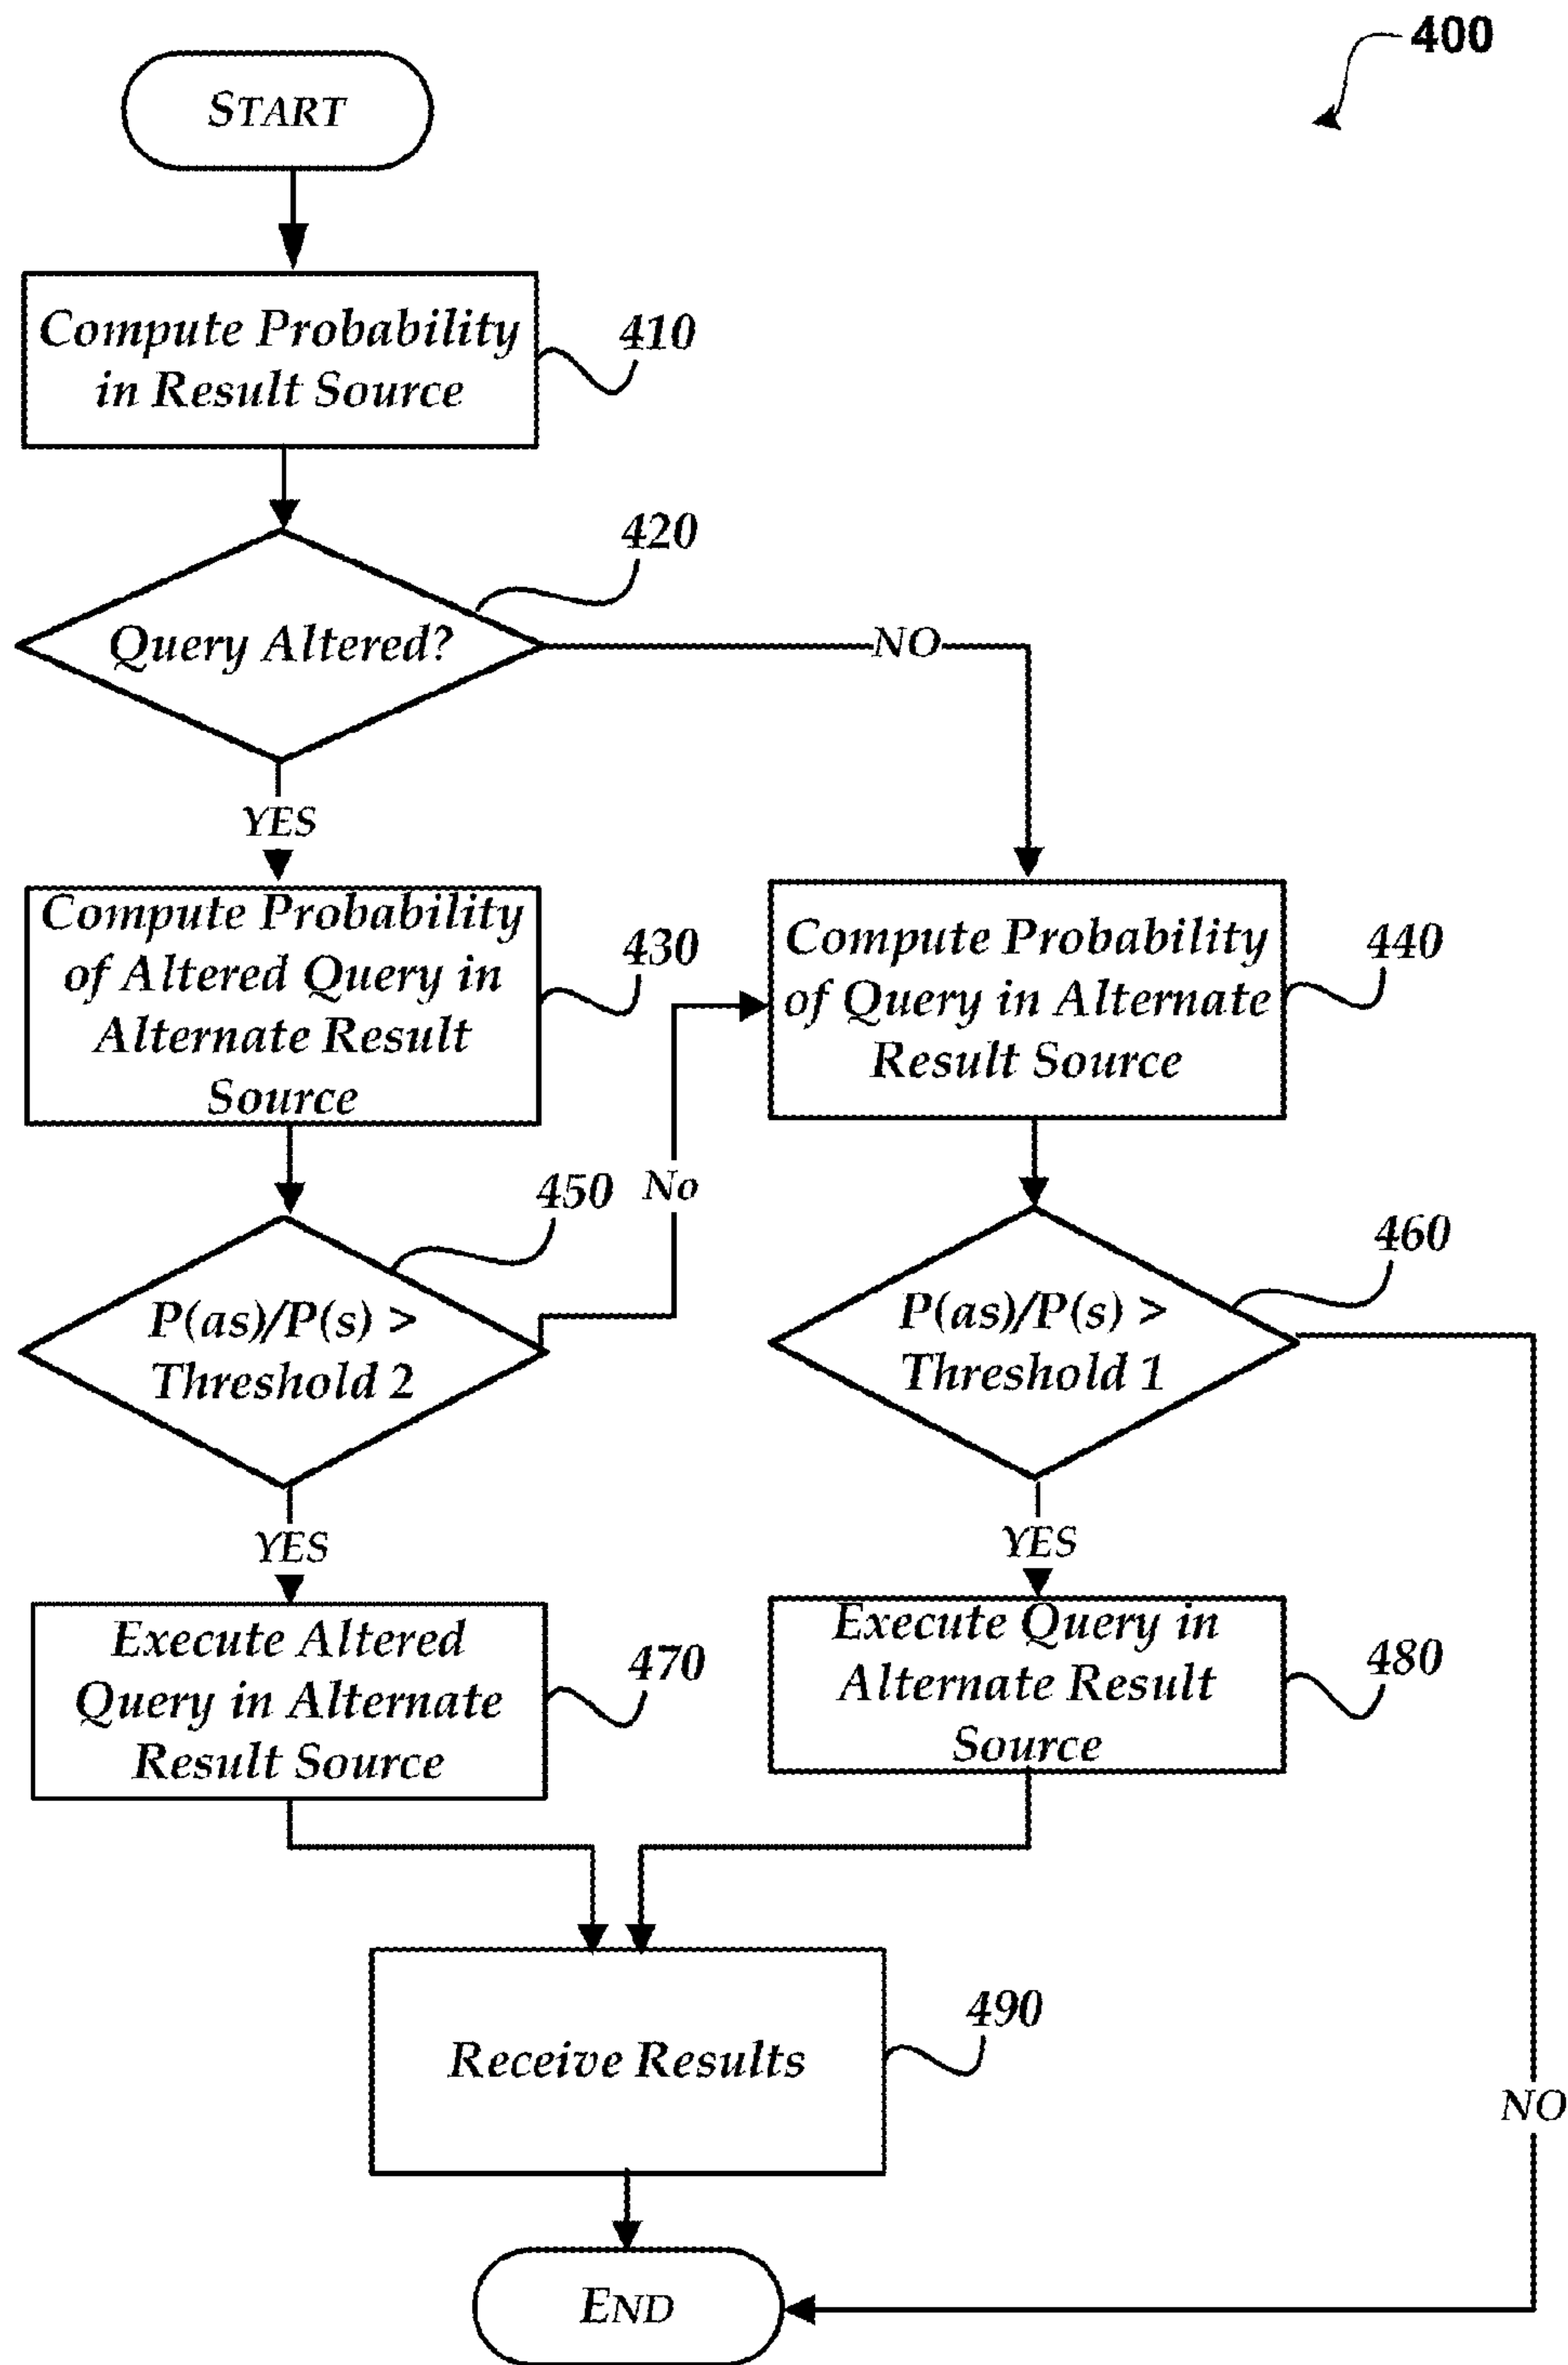 400
START
Compute Probability
in Result Source
410
420
Query Altered?
NO
YES
Compute Probability
of Altered Query in
Alternate Result
Source
430
Compute Probability
of Query in Alternate
Result Source
440
450
No
P(as)/P(s) >
Threshold 2
460
P(as)/P(s) >
Threshold 1
YES
YES
Execute Altered
Query in Alternate
Result Source
470
Execute Query in
Alternate Result
Source
480
Receive Results
490
NO
END